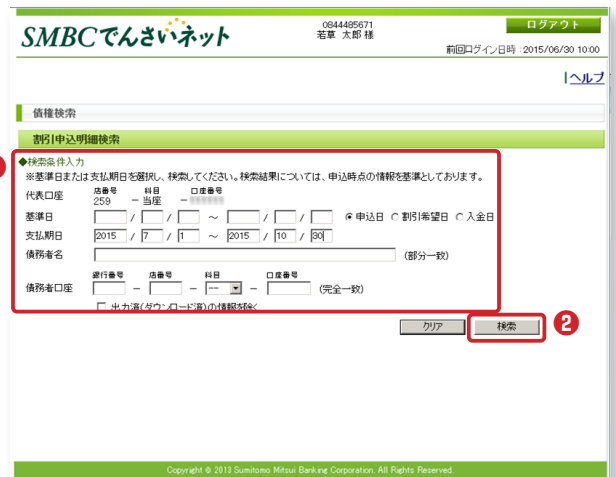 SMBCでんさいネット
0844485671
若草 太郎 様
ログアウト
前回ログイン日時 : 2015/06/30 10:00
|ヘルプ
債権検索
割引申込明細検索
◆検索条件入力
※基準日または支払期日を選択し、検索してください。検索結果については、申込時点の情報を基準としております。
店番号 科目 口座番号
代表口座 259 － 当座 －
基準日 / / ～ / / 申込日 割引希望日 入金日
支払期日 2015 / 7 / 1 ～ 2015 / 10 / 30
債務者名 (部分一致)
銀行番号 店番号 科目 口座番号
債務者口座 － － -- － (完全一致)
出力済(ダウンロード済)の情報を除く
クリア 検索 2
Copyright © 2013 Sumitomo Mitsui Banking Corporation. All Rights Reserved.